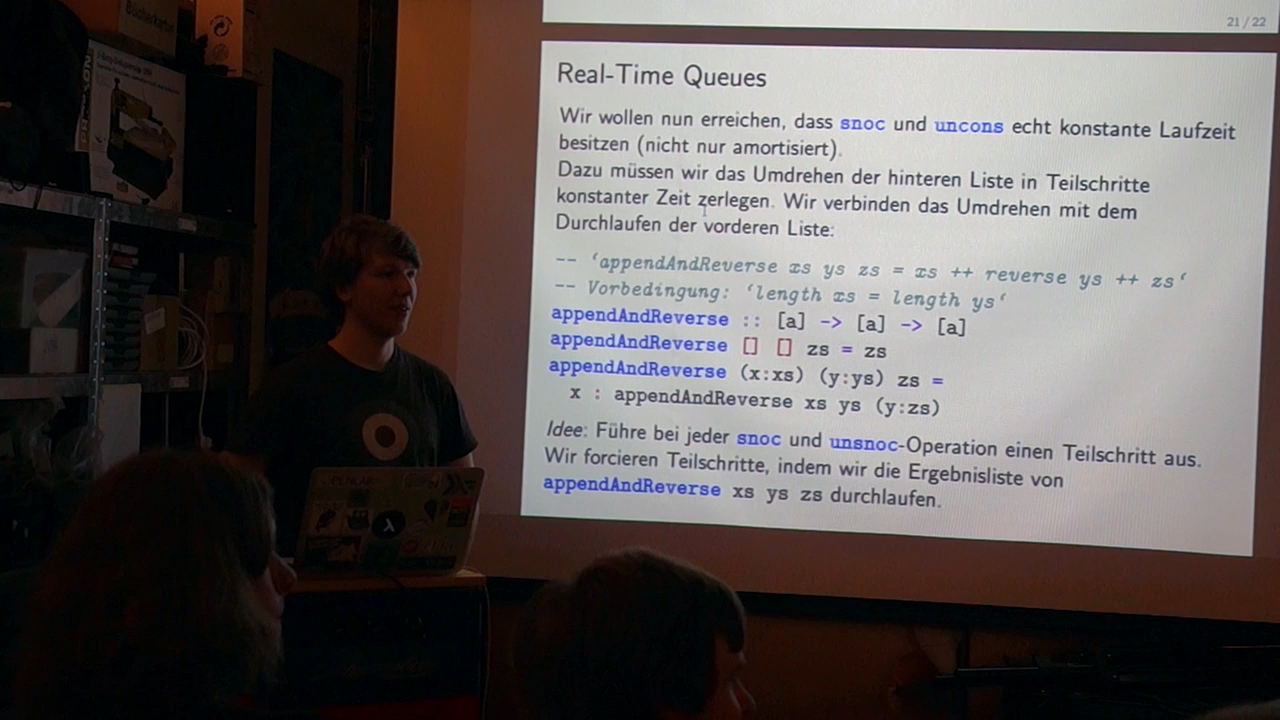 Bücherkartei
21 / 22
Real-Time Queues
Wir wollen nun erreichen, dass snoc und uncons echt konstante Laufzeit
besitzen (nicht nur amortisiert).
Dazu müssen wir das Umdrehen der hinteren Liste in Teilschritte
konstanter Zeit zerlegen. Wir verbinden das Umdrehen mit dem
Durchlaufen der vorderen Liste:
-- ‘appendAndReverse xs ys zs = xs ++ reverse ys ++ zs‘
-- Vorbedingung: ‘length xs = length ys‘
appendAndReverse :: [a] -> [a] -> [a]
appendAndReverse [] [] zs = zs
appendAndReverse (x:xs) (y:ys) zs =
x : appendAndReverse xs ys (y:zs)
Idee: Führe bei jeder snoc und unsnoc-Operation einen Teilschritt aus.
Wir forcieren Teilschritte, indem wir die Ergebnisliste von
appendAndReverse xs ys zs durchlaufen.
λ